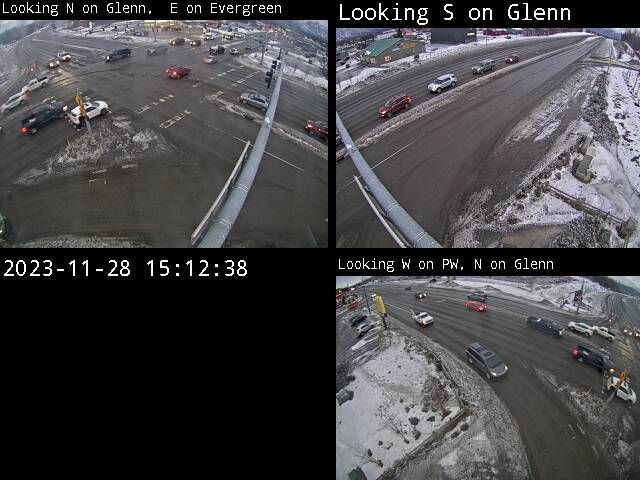 Looking N on Glenn,  E on Evergreen
Looking S on Glenn
2023-11-28 15:12:38
Looking W on PW, N on Glenn